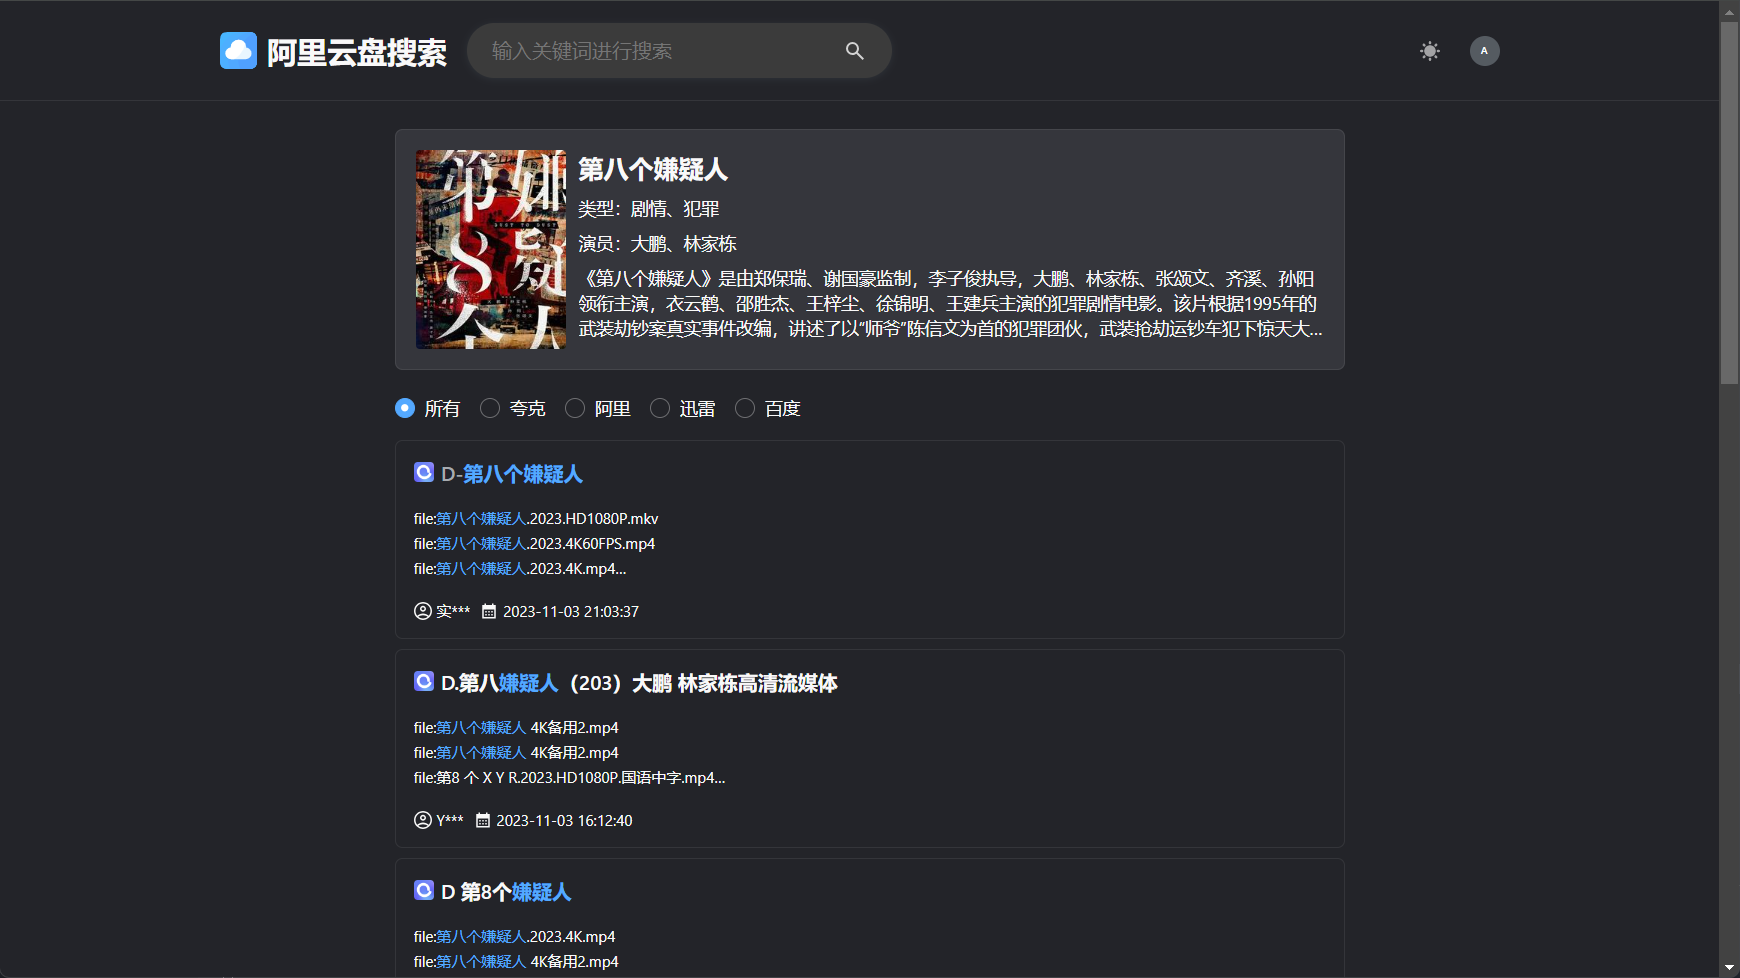 阿里云盘搜索
输入关键词进行搜索
A
第八个嫌疑人
类型：剧情、犯罪
演员：大鹏、林家栋
《第八个嫌疑人》是由郑保瑞、谢国豪监制，李子俊执导，大鹏、林家栋、张颂文、齐溪、孙阳
领衔主演，衣云鹤、邵胜杰、王梓尘、徐锦明、王建兵主演的犯罪剧情电影。该片根据1995年的
武装劫钞案真实事件改编，讲述了以“师爷”陈信文为首的犯罪团伙，武装抢劫运钞车犯下惊天大...
第 嫌
8 疑
个 人
DUST TO DUST
所有 夸克 阿里 迅雷 百度
D-第八个嫌疑人
file:第八个嫌疑人.2023.HD1080P.mkv
file:第八个嫌疑人.2023.4K60FPS.mp4
file:第八个嫌疑人.2023.4K.mp4...
实*** 2023-11-03 21:03:37
D.第八嫌疑人（203）大鹏 林家栋高清流媒体
file:第八个嫌疑人 4K备用2.mp4
file:第八个嫌疑人 4K备用2.mp4
file:第8 个 X Y R.2023.HD1080P.国语中字.mp4...
Y*** 2023-11-03 16:12:40
D 第8个嫌疑人
file:第八个嫌疑人.2023.4K.mp4
file:第八个嫌疑人 4K备用2.mp4